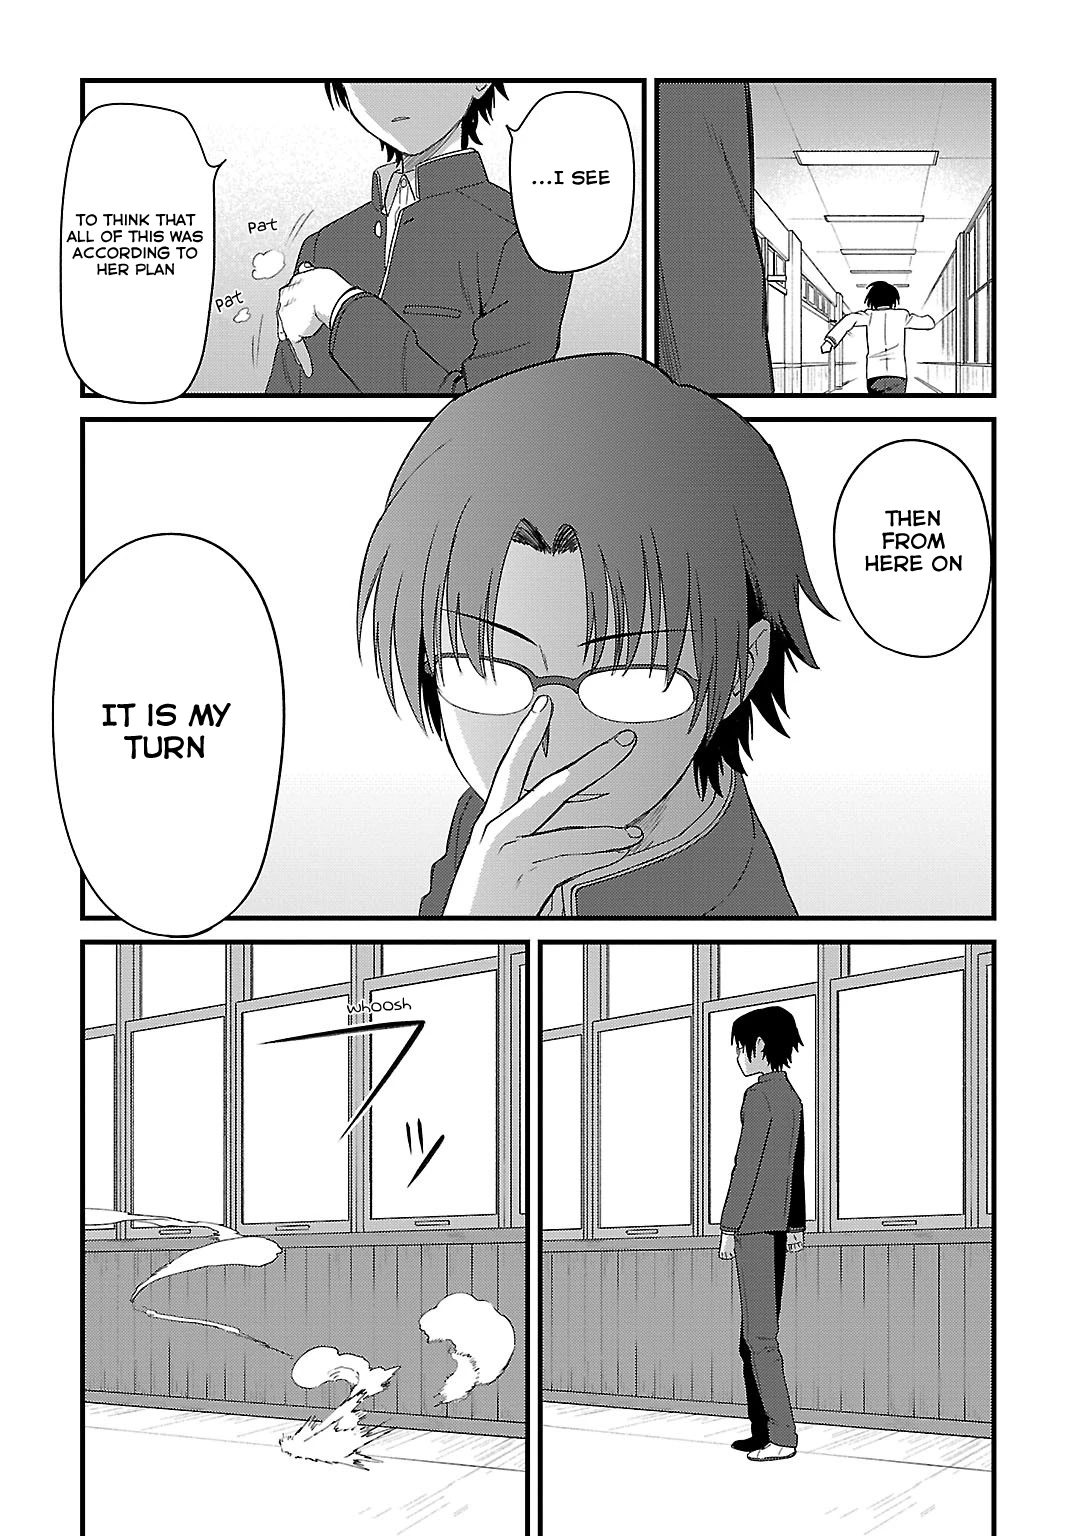 ...I SEE
pat
pat
TO THINK THAT
ALL OF THIS WAS
ACCORDING TO
HER PLAN
THEN
FROM
HERE ON
IT IS MY
TURN
whoosh